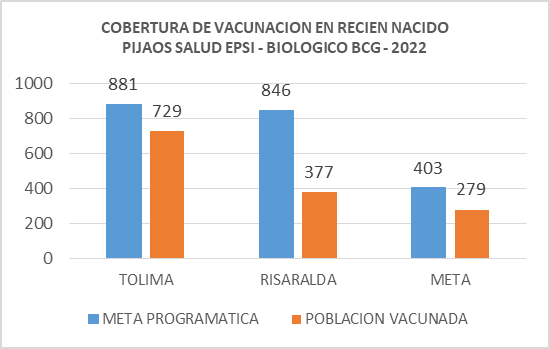 COBERTURA DE VACUNACION EN RECIEN NACIDO
PIJAOS SALUD EPSI - BIOLOGICO BCG - 2022
881
846
729
377
403
279
1000
800
600
400
200
0
TOLIMA
RISARALDA
META
META PROGRAMATICA
POBLACION VACUNADA